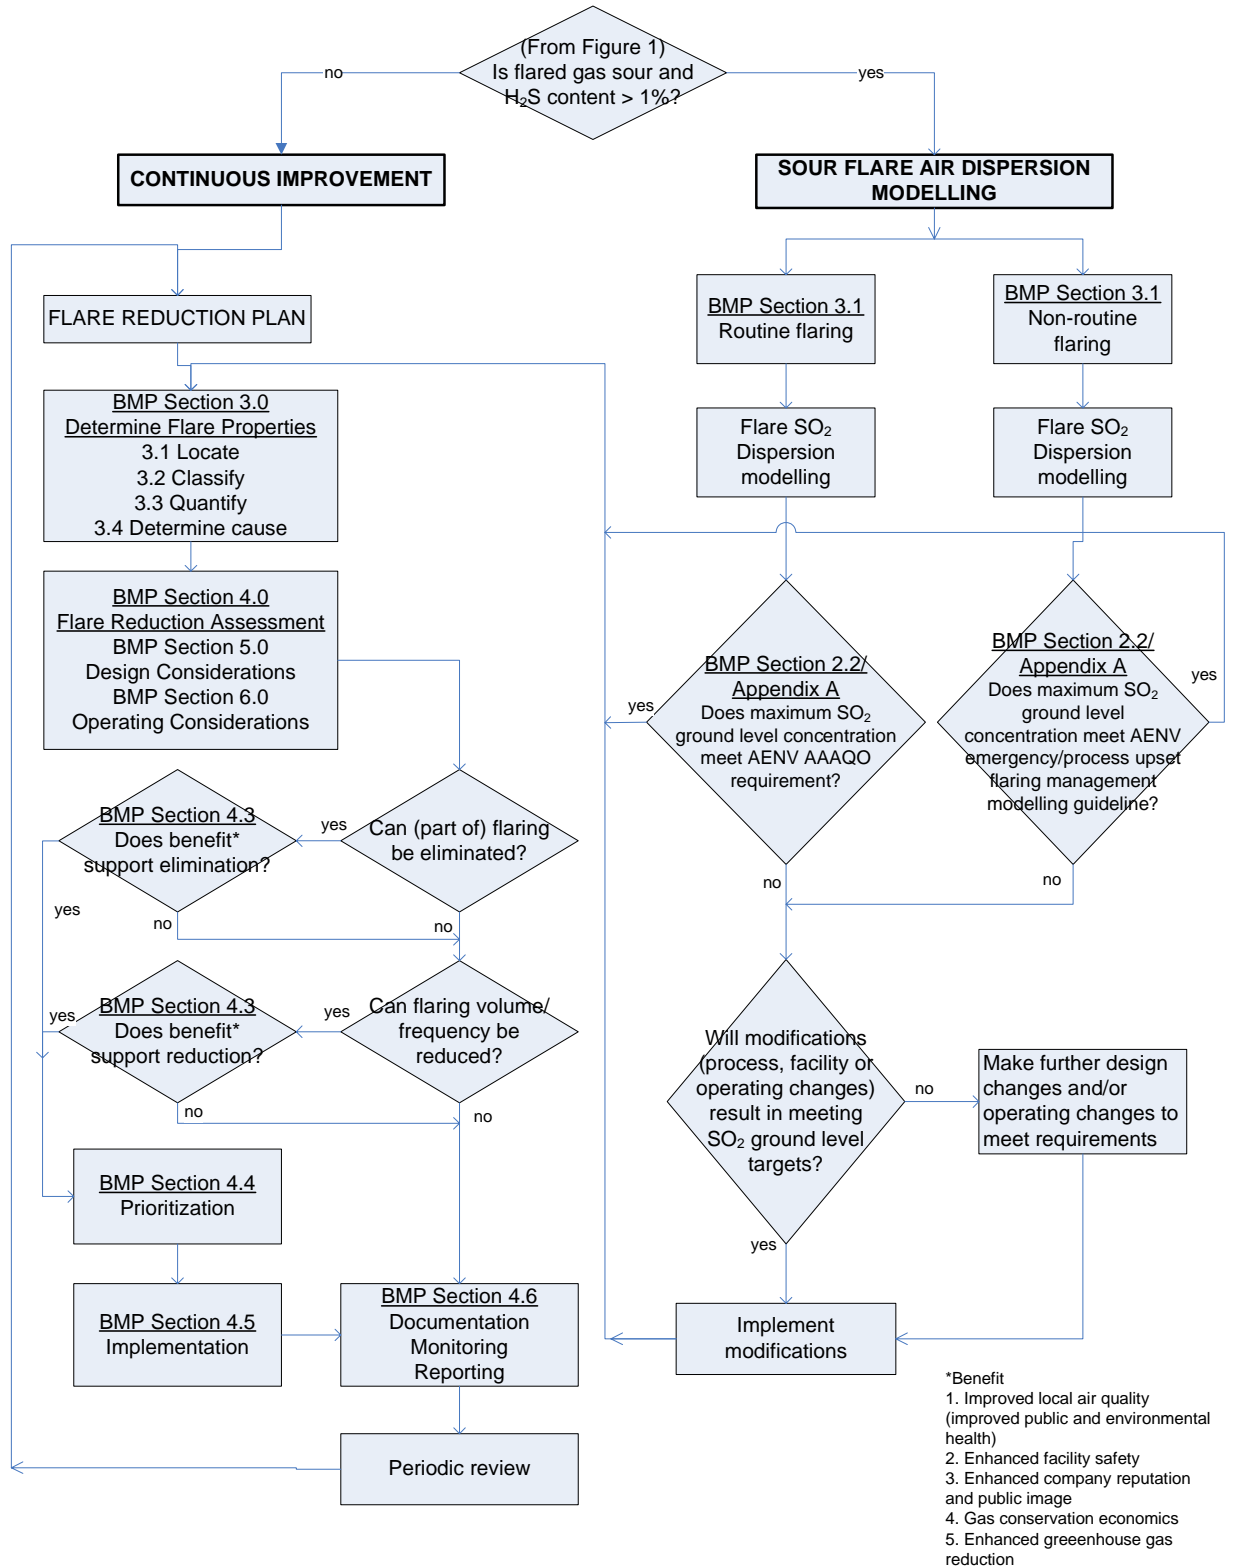 (From Figure 1)
Is flared gas sour and
H₂S content > 1%?
no
yes
CONTINUOUS IMPROVEMENT
SOUR FLARE AIR DISPERSION
MODELLING
FLARE REDUCTION PLAN
BMP Section 3.1
Routine flaring
BMP Section 3.1
Non-routine
flaring
BMP Section 3.0
Determine Flare Properties
3.1 Locate
3.2 Classify
3.3 Quantify
3.4 Determine cause
Flare SO₂
Dispersion
modelling
Flare SO₂
Dispersion
modelling
BMP Section 4.0
Flare Reduction Assessment
BMP Section 5.0
Design Considerations
BMP Section 6.0
Operating Considerations
yes
BMP Section 2.2/
Appendix A
Does maximum SO₂
ground level concentration
meet AENV AAAQO
requirement?
no
BMP Section 2.2/
Appendix A
Does maximum SO₂
ground level
concentration meet AENV
emergency/process upset
flaring management
modelling guideline?
yes
no
BMP Section 4.3
Does benefit*
support elimination?
yes
Can (part of) flaring
be eliminated?
yes
no
no
BMP Section 4.3
Does benefit*
support reduction?
yes
Can flaring volume/
frequency be
reduced?
yes
no
no
Will modifications
(process, facility or
operating changes)
result in meeting
SO₂ ground level
targets?
no
Make further design
changes and/or
operating changes to
meet requirements
yes
BMP Section 4.4
Prioritization
BMP Section 4.5
Implementation
BMP Section 4.6
Documentation
Monitoring
Reporting
Implement
modifications
Periodic review
*Benefit
1. Improved local air quality
(improved public and environmental
health)
2. Enhanced facility safety
3. Enhanced company reputation
and public image
4. Gas conservation economics
5. Enhanced greeenhouse gas
reduction